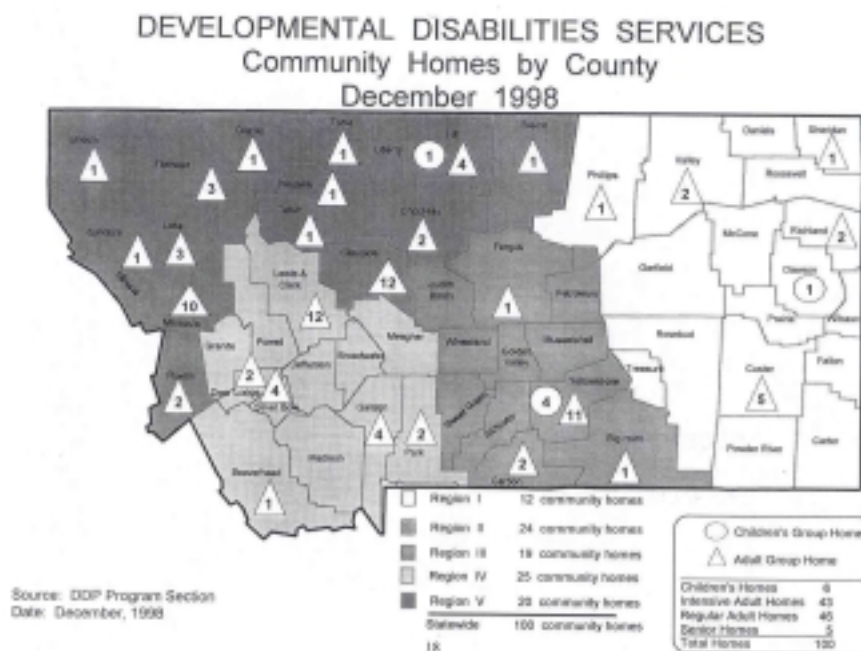 DEVELOPMENTAL DISABILITIES SERVICES
Community Homes by County
December 1998
Daniels
Sheridan
1
Lincoln
1
Flathead
3
Glacier
1
Toole
1
Liberty
1
Hill
4
Blaine
1
Phillips
1
Valley
2
Roosevelt
Pondera
1
Teton
1
Chouteau
2
Richland
2
McCone
Sanders
1
Lake
3
Cascade
12
Fergus
1
Garfield
Dawson
1
Lewis &
Clark
12
Judith
Basin
Petroleum
10
Missoula
Powell
Granite
2
Meagher
Wheatland
Golden
Valley
Musselshell
Rosebud
Prairie
Wibaux
Jefferson
Broadwater
Treasure
Custer
5
Fallon
Ravalli
2
Deer Lodge
Silver Bow
4
Gallatin
4
Park
2
Sweet Grass
Stillwater
4
Yellowstone
11
Big Horn
1
Carbon
2
Powder River
Carter
Beaverhead
1
Madison
Region I 12 community homes
Region II 24 community homes
Region III 19 community homes
Region IV 25 community homes
Region V 20 community homes
Statewide 100 community homes
Children's Group Home
Adult Group Home
Children's Homes 6
Intensive Adult Homes 43
Regular Adult Homes 46
Senior Homes 5
Total Homes 100
Source: DDP Program Section
Date: December, 1998
18